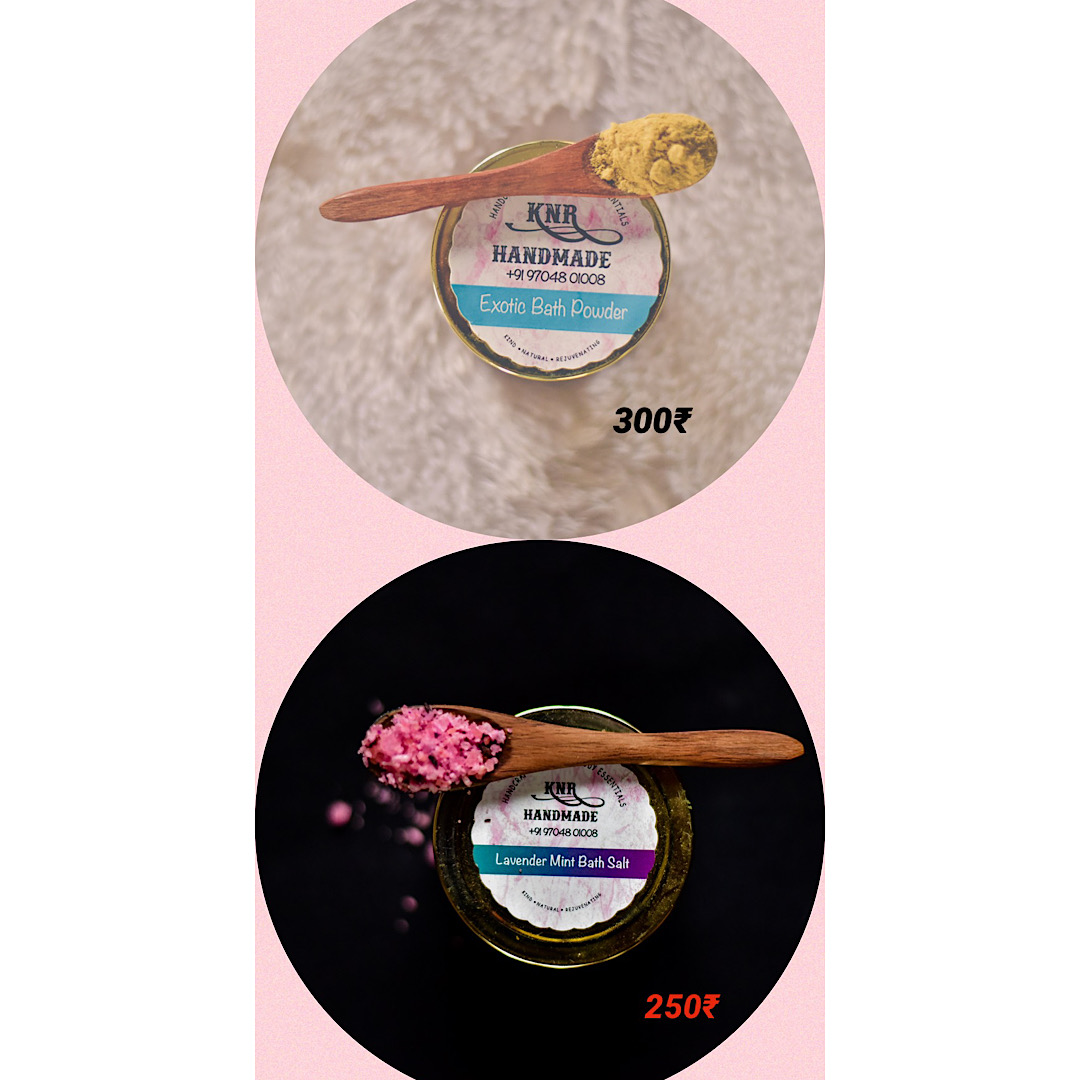 KNR
HANDMADE
+91 97048 01008
Exotic Bath Powder
KIND • NATURAL • REJUVENATING
300₹
ESSENTIALS
KNR
HANDMADE
+91 97048 01008
Lavender Mint Bath Salt
KIND • NATURAL • REJUVENATING
250₹